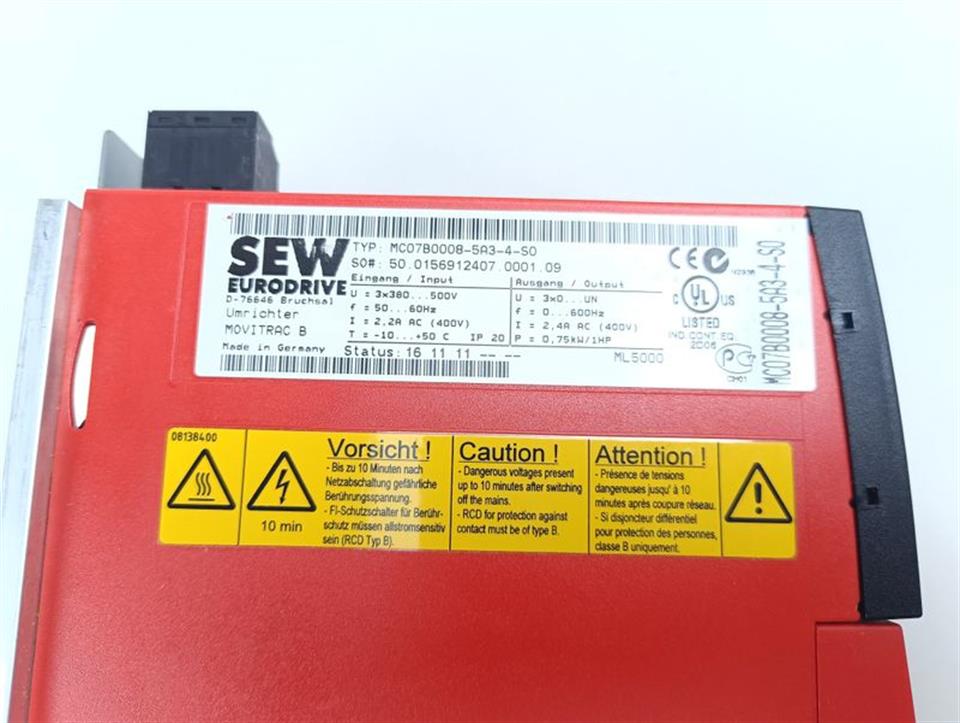 SEW
EURODRIVE
D-76646 Bruchsal
Umrichter
MOVITRAC B
Made in Germany
TYP: MC07B0008-5A3-4-S0
SO#: 50.0156912407.0001.09
Eingang / Input
U = 3x380...500V
f = 50...60Hz
I = 2,2A AC (400V)
T = -10...+50 C IP 20
Status: 16 11 11 -- --
Ausgang / Output
U = 3x0...UN
f = 0...600Hz
I = 2,4A AC (400V)
P = 0,75kW/1HP
ML5000
CE
N2936
UL
LISTED
IND.CONT.EQ.
2D06
MC07B0008-5A3-4-S0
08138400
10 min
Vorsicht !
- Bis zu 10 Minuten nach
Netzabschaltung gefährliche
Berührungsspannung.
- FI-Schutzschalter für Berühr-
schutz müssen allstromsensitiv
sein (RCD Typ B).
Caution !
- Dangerous voltages present
up to 10 minutes after switching
off the mains.
- RCD for protection against
contact must be of type B.
Attention !
- Présence de tensions
dangereuses jusqu' à 10
minutes après coupure réseau.
- Si disjoncteur différentiel
pour protection des personnes,
classe B uniquement.